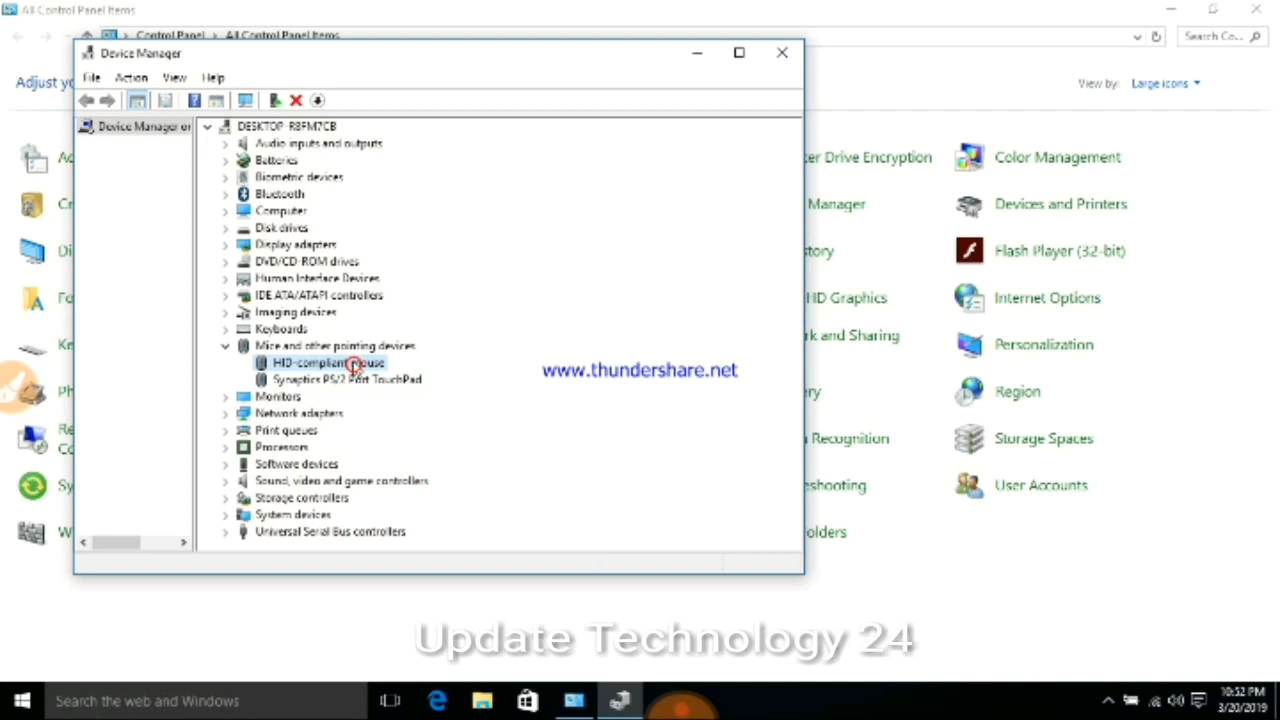 All Control Panel Items
Control Panel
All Control Panel Items
Search Co...
Device Manager
File Action View Help
View by: Large icons
Adjust yo
Device Manager or
DESKTOP-R8FM7CB
Audio inputs and outputs
Batteries
Biometric devices
Bluetooth
Computer
Disk drives
Display adapters
DVD/CD-ROM drives
Human Interface Devices
IDE ATA/ATAPI controllers
Imaging devices
Keyboards
Mice and other pointing devices
HID-compliant mouse
Synaptics PS/2 Port TouchPad
Monitors
Network adapters
Print queues
Processors
Software devices
Sound, video and game controllers
Storage controllers
System devices
Universal Serial Bus controllers
er Drive Encryption
Color Management
Manager
Devices and Printers
story
Flash Player (32-bit)
HD Graphics
Internet Options
rk and Sharing
Personalization
ry
Region
Recognition
Storage Spaces
eshooting
User Accounts
olders
www.thundershare.net
Update Technology 24
Search the web and Windows
10:52 PM
3/20/2019